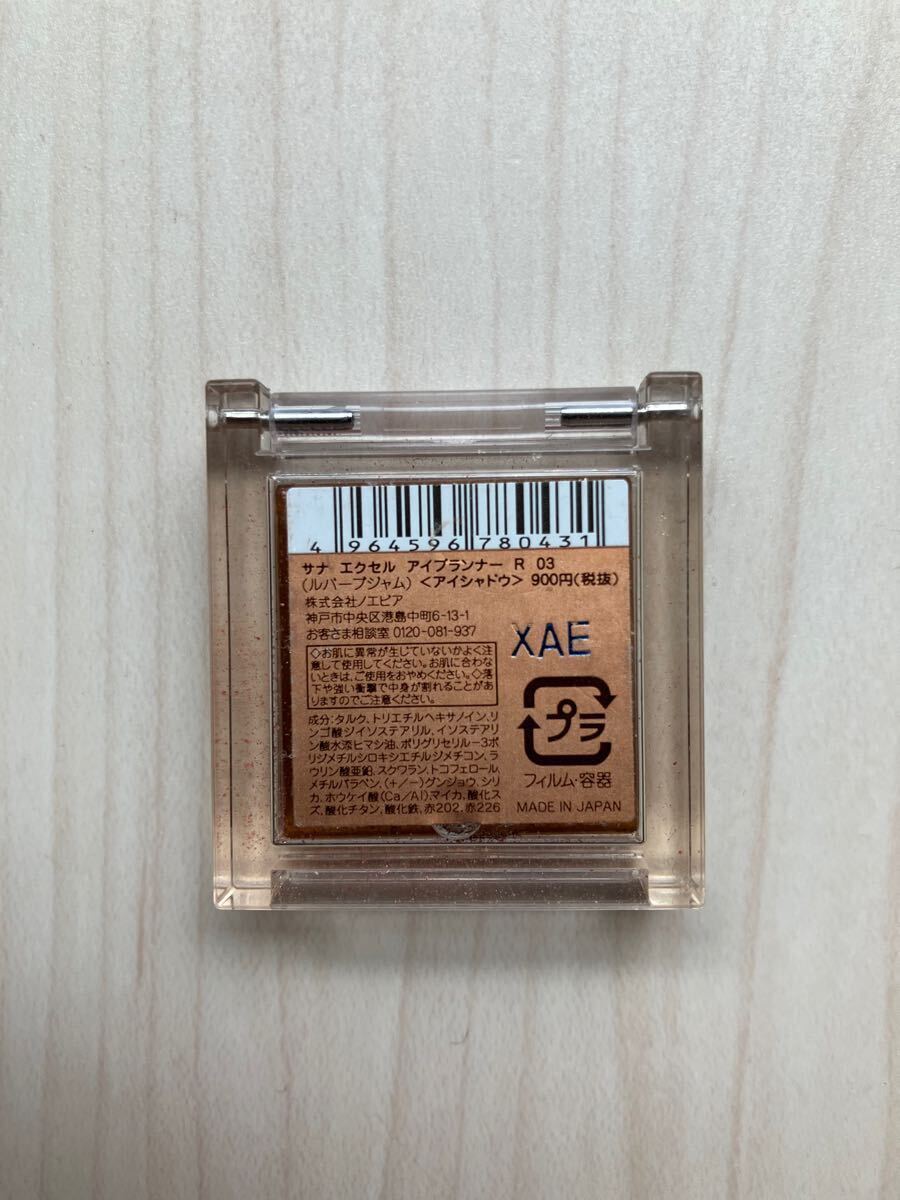 4 964596 780431
サナ エクセル アイプランナー R 03
(ルバーブジャム) <アイシャドウ> 900円(税抜)
株式会社ノエビア
神戸市中央区港島中町6-13-1
お客さま相談室 0120-081-937
XAE
◇お肌に異常が生じていないかよく注
意して使用してください。お肌に合わな
いときは、ご使用をおやめください。◇落
下や強い衝撃で中身が割れることがあ
りますのでご注意ください。
プラ
フィルム・容器
成分:タルク、トリエチルヘキサノイン、リン
ゴ酸ジイソステアリル、イソステアリン
酸水添ヒマシ油、ポリグリセリル-3ポ
リジメチルシロキシエチルジメチコン、ラ
ウリン酸亜鉛、スクワラン、トコフェロール、
メチルパラベン、(+/-)グンジョウ、シリ
カ、ホウケイ酸(Ca/Al)、マイカ、酸化ス
ズ、酸化チタン、酸化鉄、赤202、赤226
MADE IN JAPAN